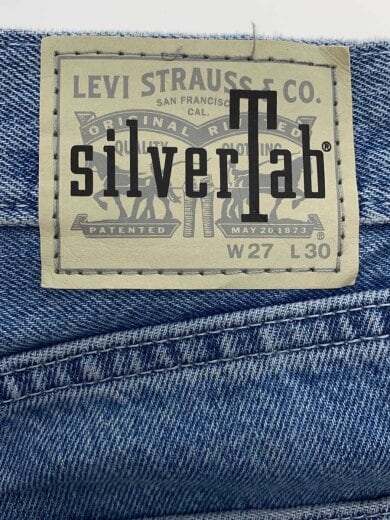 LEVI STRAUSS & CO.
SAN FRANCISCO
CAL.
ORIGINAL RIVETED
QUALITY CLOTHING
silverTab®
PATENTED MAY 20 1873 ®
W27 L30